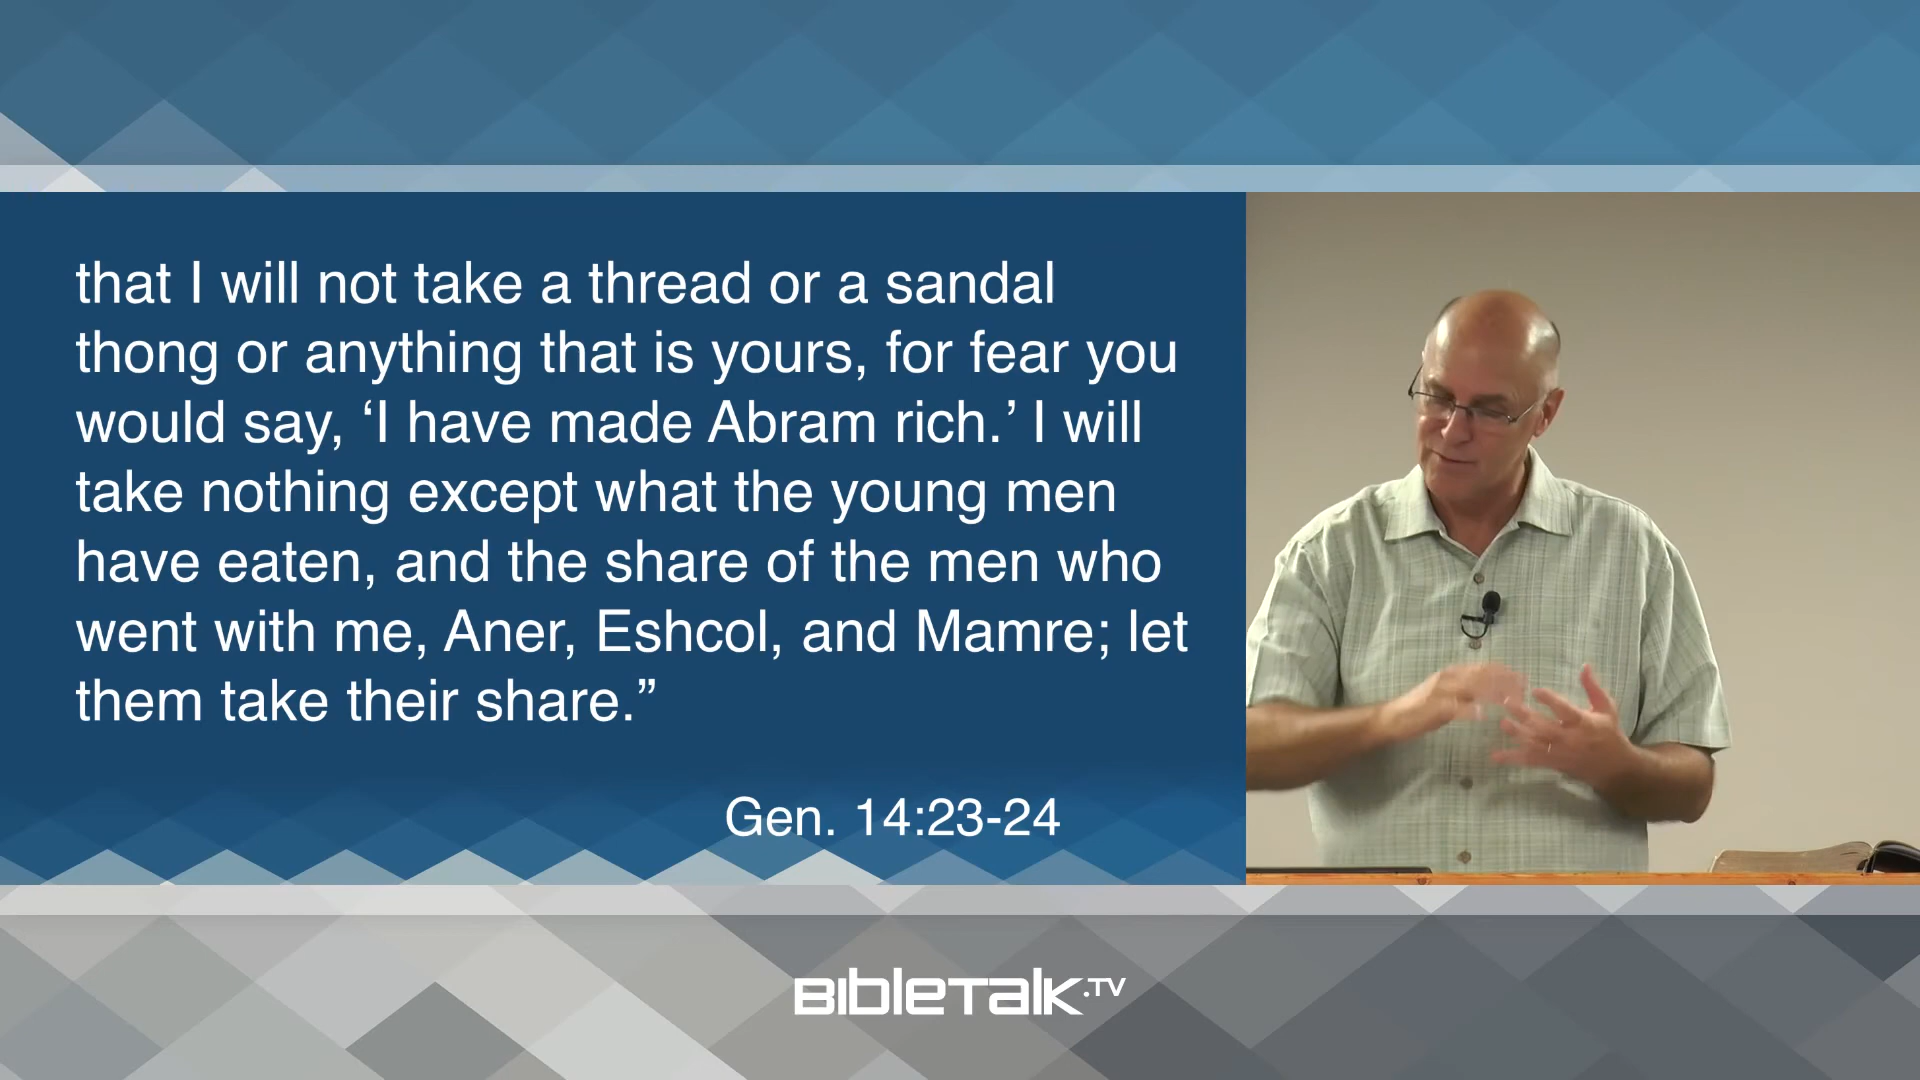 that I will not take a thread or a sandal
thong or anything that is yours, for fear you
would say, ‘I have made Abram rich.’ I will
take nothing except what the young men
have eaten, and the share of the men who
went with me, Aner, Eshcol, and Mamre; let
them take their share.”
Gen. 14:23-24
BibleTalk.TV